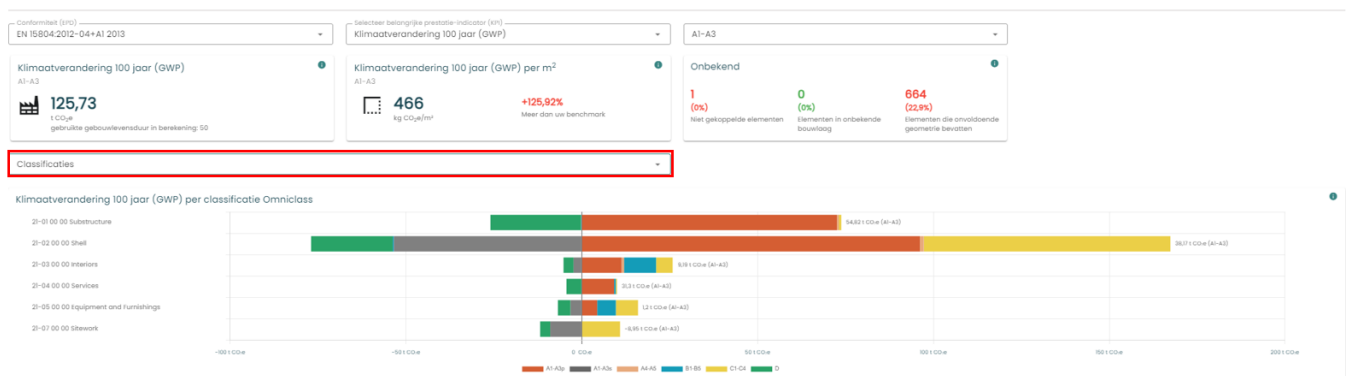 Conformiteit (EPD)
EN 15804:2012-04+A1 2013
Selecteer belangrijke prestatie-indicator (KPI)
Klimaatverandering 100 jaar (GWP)
A1-A3
Klimaatverandering 100 jaar (GWP)
A1-A3
125,73
t CO₂e
gebruikte gebouwlevensduur in berekening: 50
Klimaatverandering 100 jaar (GWP) per m²
A1-A3
466
kg CO₂e/m²
+125,92%
Meer dan uw benchmark
Onbekend
1
(0%)
Niet gekoppelde elementen
0
(0%)
Elementen in onbekende
bouwlaag
664
(22,9%)
Elementen die onvoldoende
geometrie bevatten
Classificaties
Klimaatverandering 100 jaar (GWP) per classificatie Omniclass
21-01 00 00 Substructure
54,82 t CO₂e (A1-A3)
21-02 00 00 Shell
39,17 t CO₂e (A1-A3)
21-03 00 00 Interiors
9,19 t CO₂e (A1-A3)
21-04 00 00 Services
31,3 t CO₂e (A1-A3)
21-05 00 00 Equipment and Furnishings
1,2 t CO₂e (A1-A3)
21-07 00 00 Sitework
-9,95 t CO₂e (A1-A3)
-100 t CO₂e
-50 t CO₂e
0 CO₂e
50 t CO₂e
100 t CO₂e
150 t CO₂e
200 t CO₂e
A1-A3p
A1-A3s
A4-A5
B1-B5
C1-C4
D